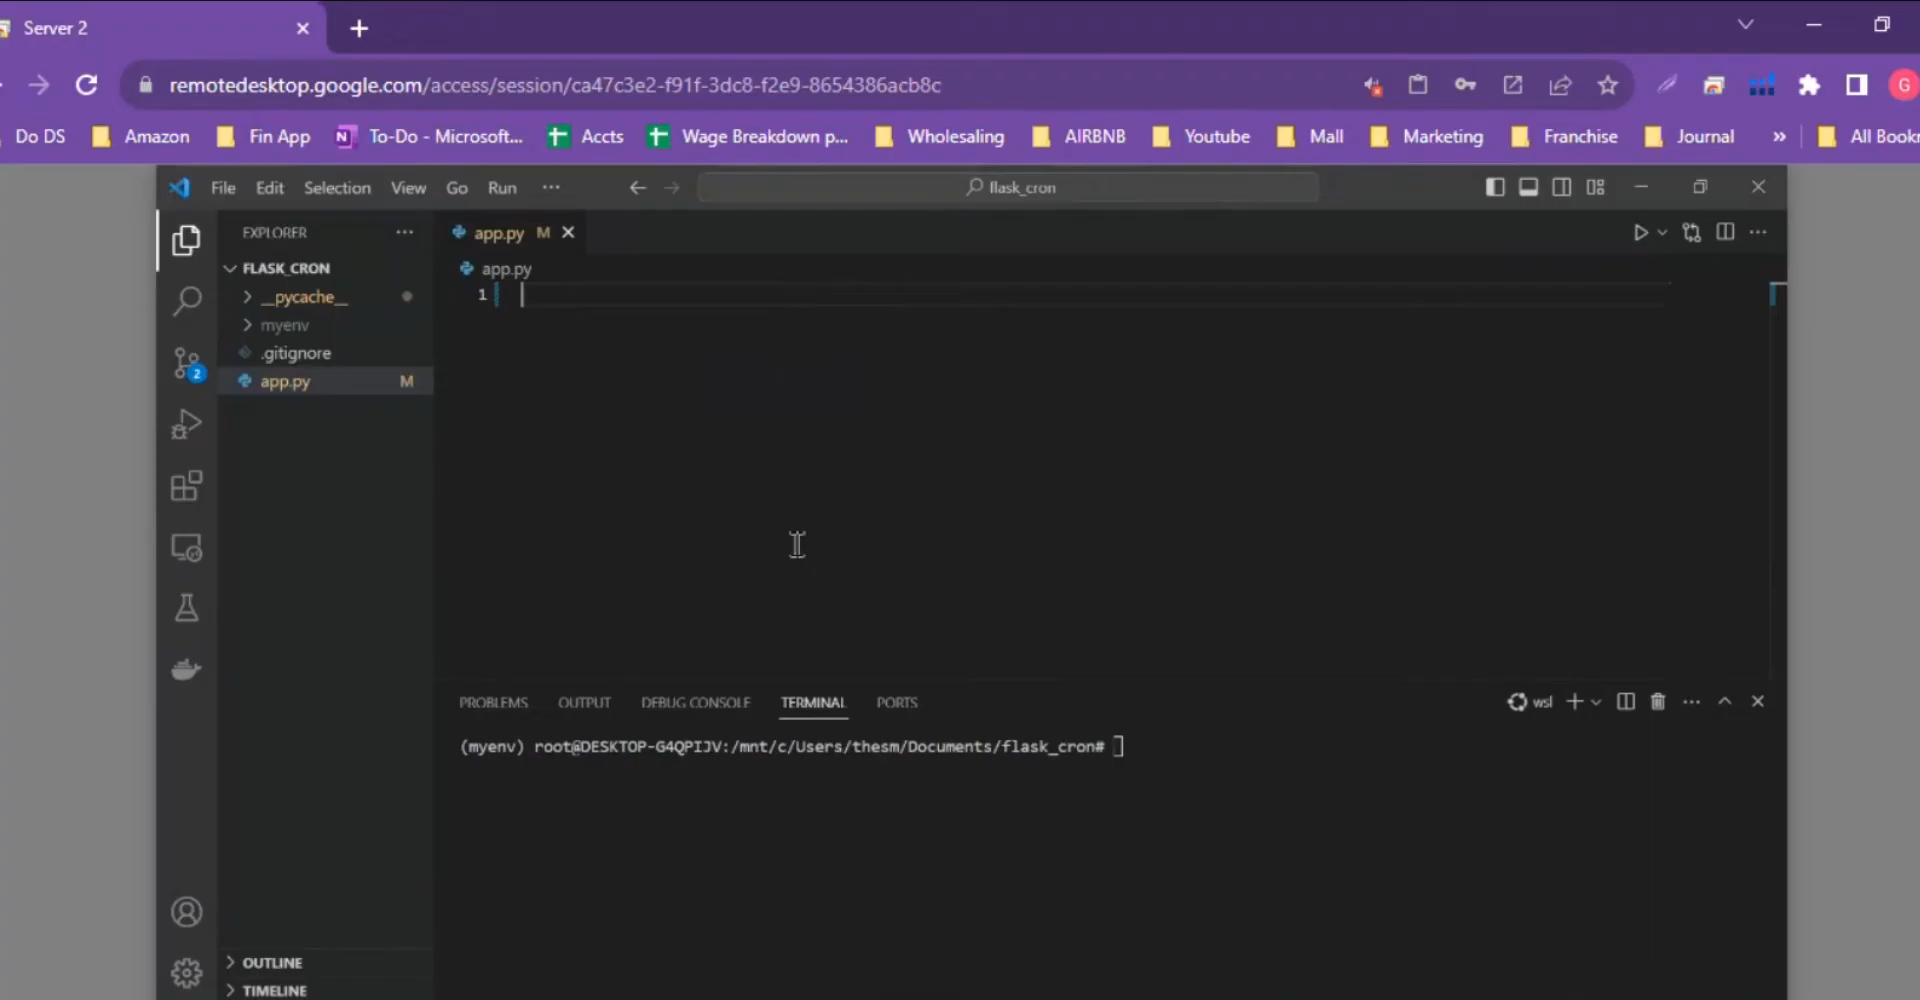 Server 2
remotedesktop.google.com/access/session/ca47c3e2-f91f-3dc8-f2e9-8654386acb8c
G
Do DS Amazon Fin App To-Do - Microsoft... Accts Wage Breakdown p... Wholesaling AIRBNB Youtube Mall Marketing Franchise Journal » All Bookr
File Edit Selection View Go Run ... flask_cron
EXPLORER ...
app.py M
FLASK_CRON
app.py
__pycache__
1
myenv
.gitignore
app.py M
2
PROBLEMS OUTPUT DEBUG CONSOLE TERMINAL PORTS wsl
(myenv) root@DESKTOP-G4QPIJV:/mnt/c/Users/thesm/Documents/flask_cron#
OUTLINE
TIMELINE